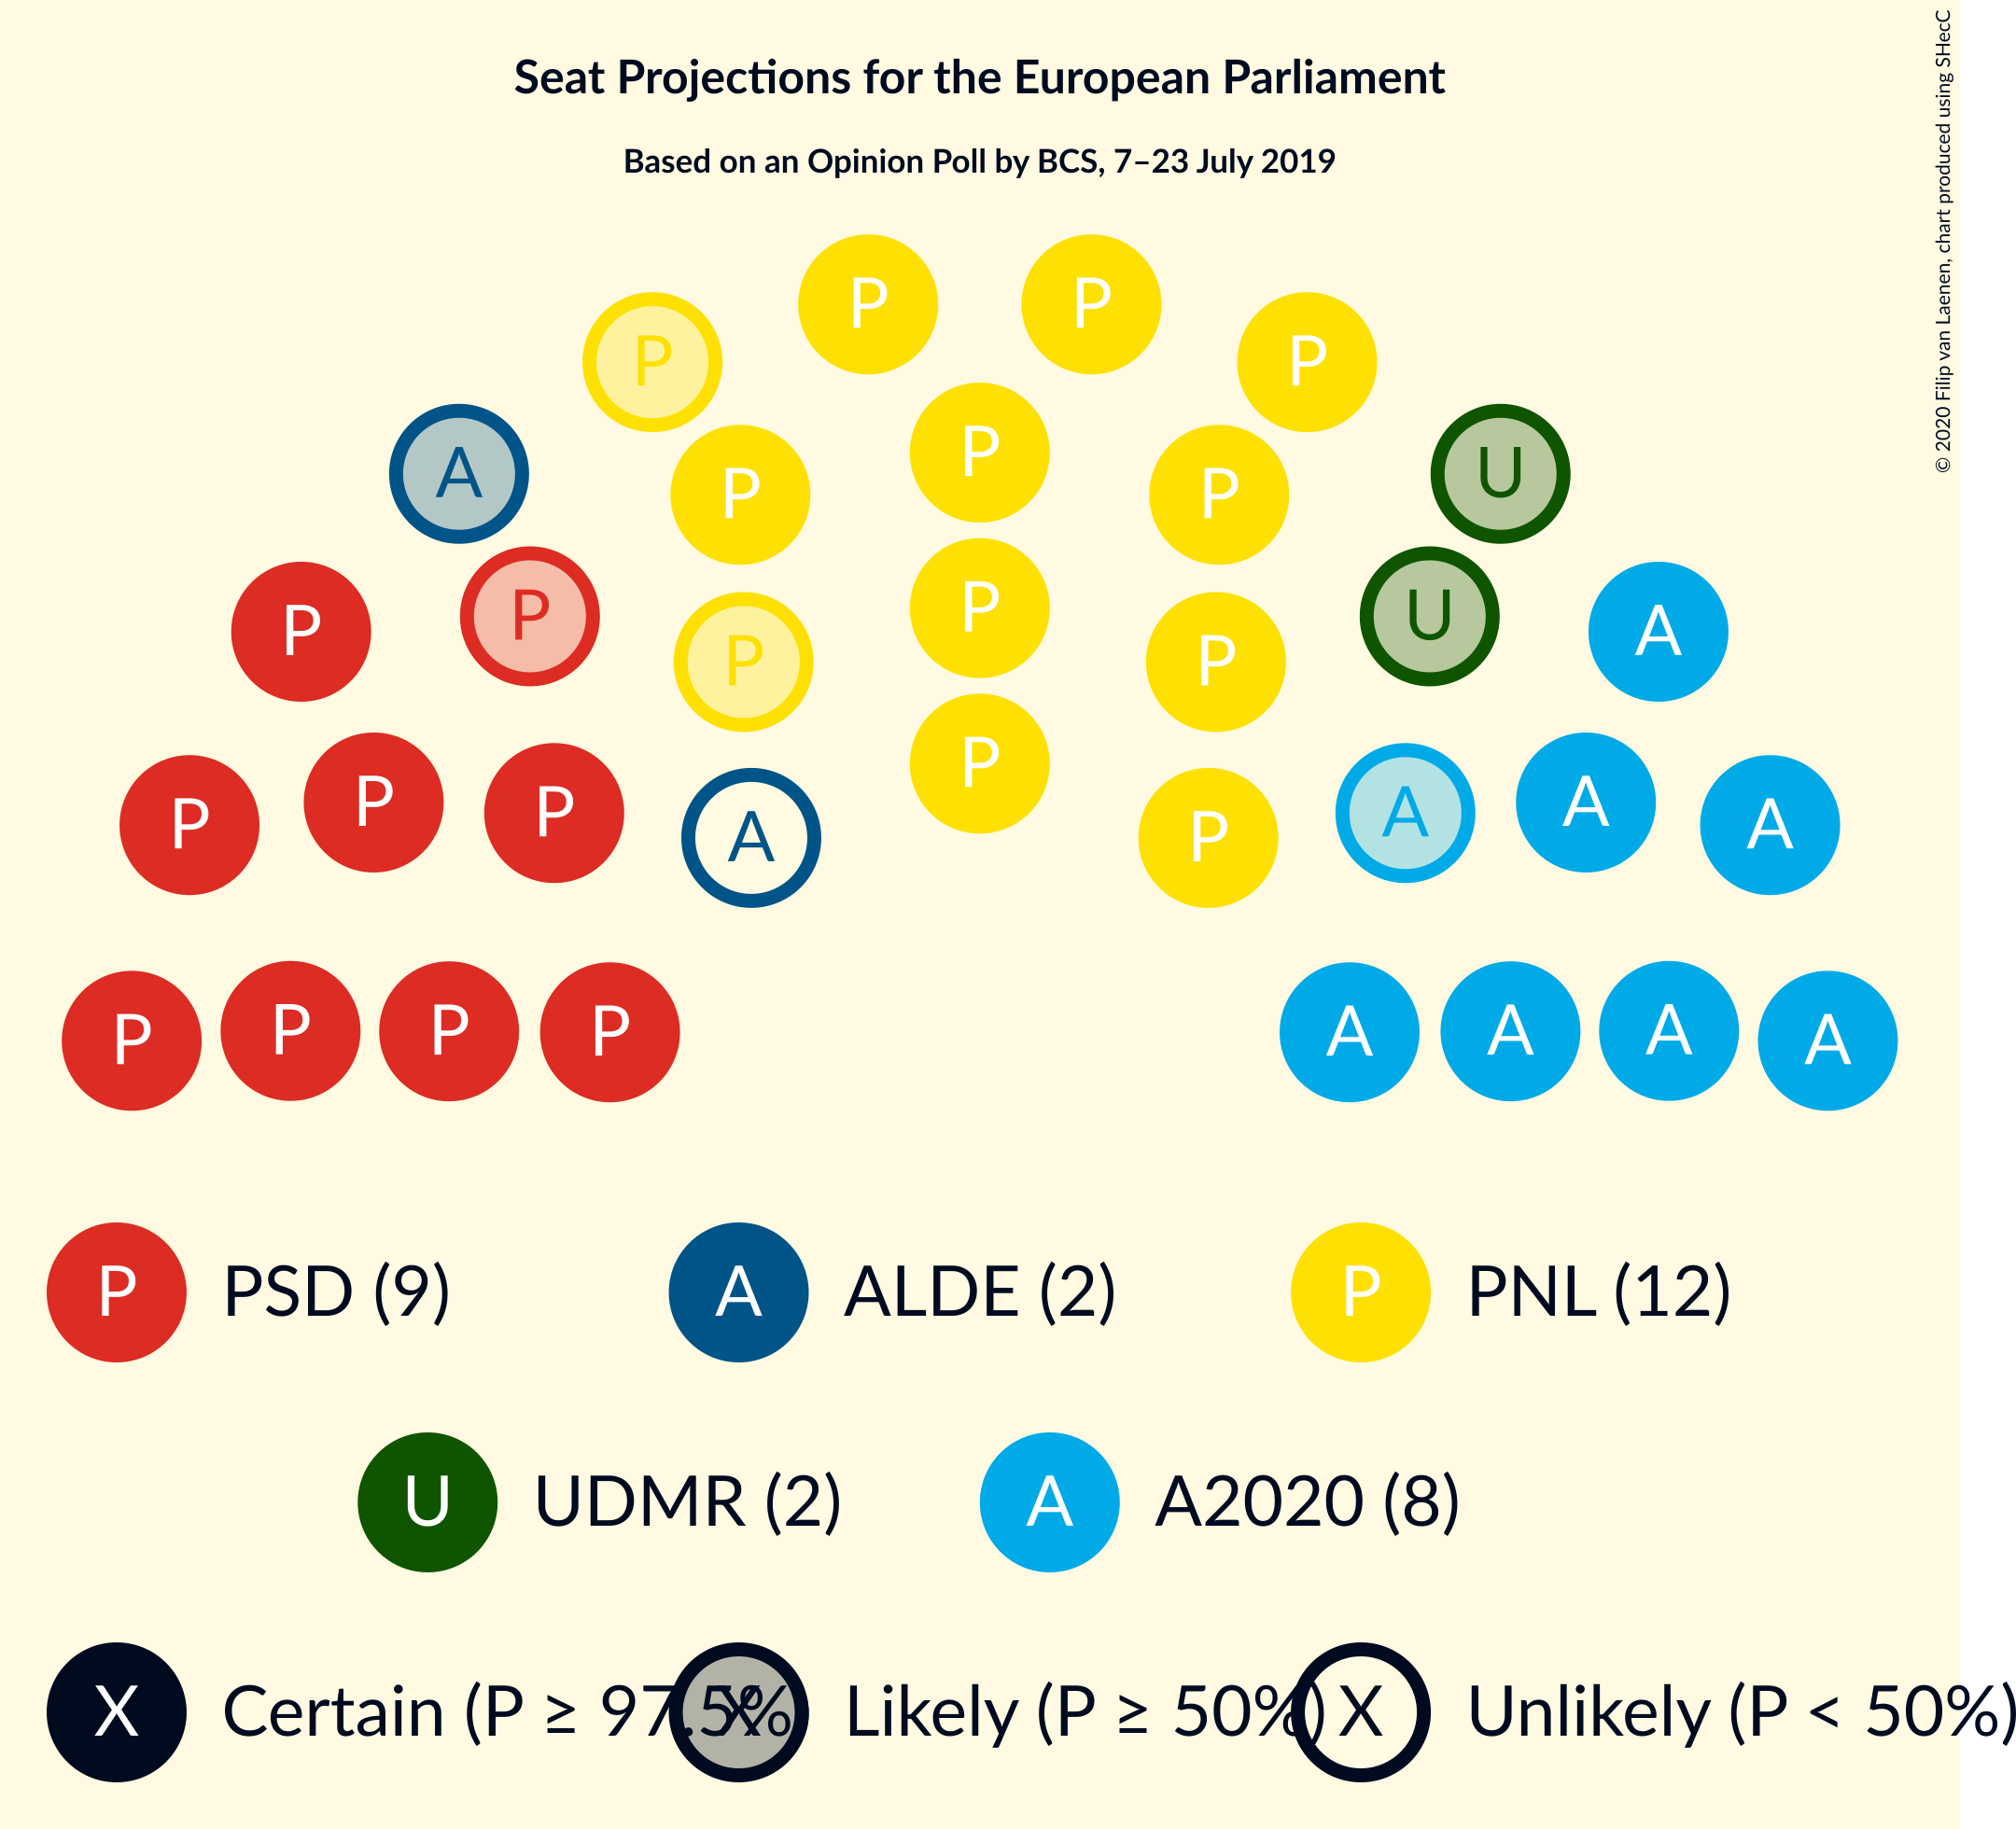 Seat Projections for the European Parliament
Based on an Opinion Poll by BCS, 7–23 July 2019
© 2020 Filip van Laenen, chart produced using SHecC
P P
P P
A P U
P P
P P P U A
P P
P P P A P P A A A
P P P P A A A A
P PSD (9) A ALDE (2) P PNL (12)
U UDMR (2) A A2020 (8)
X Certain (P ≥ 97.5% X Likely (P ≥ 50%) X Unlikely (P < 50%)